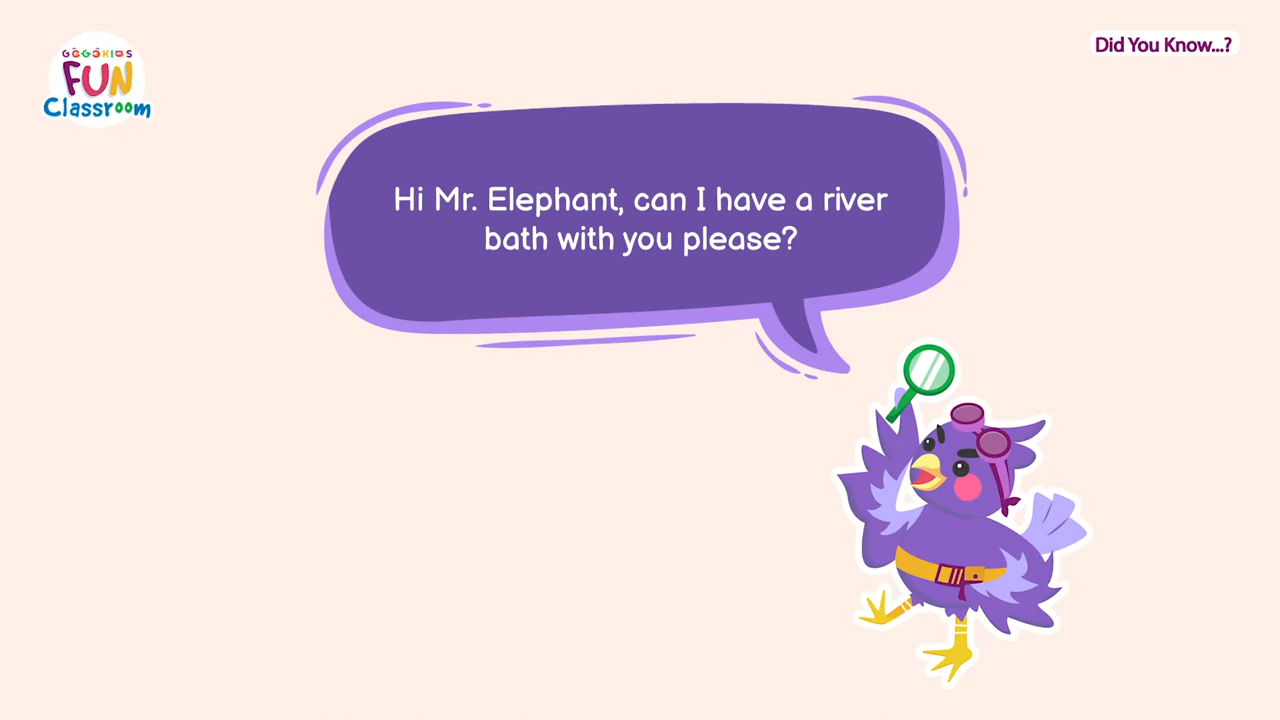 GOGOKIDS
FUN
Classroom
Did You Know...?
Hi Mr. Elephant, can I have a river
bath with you please?